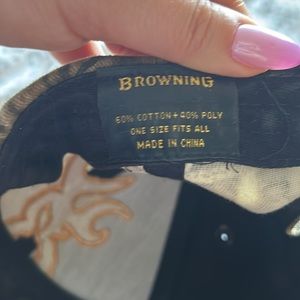 BROWNING
60% COTTON + 40% POLY
ONE SIZE FITS ALL
MADE IN CHINA